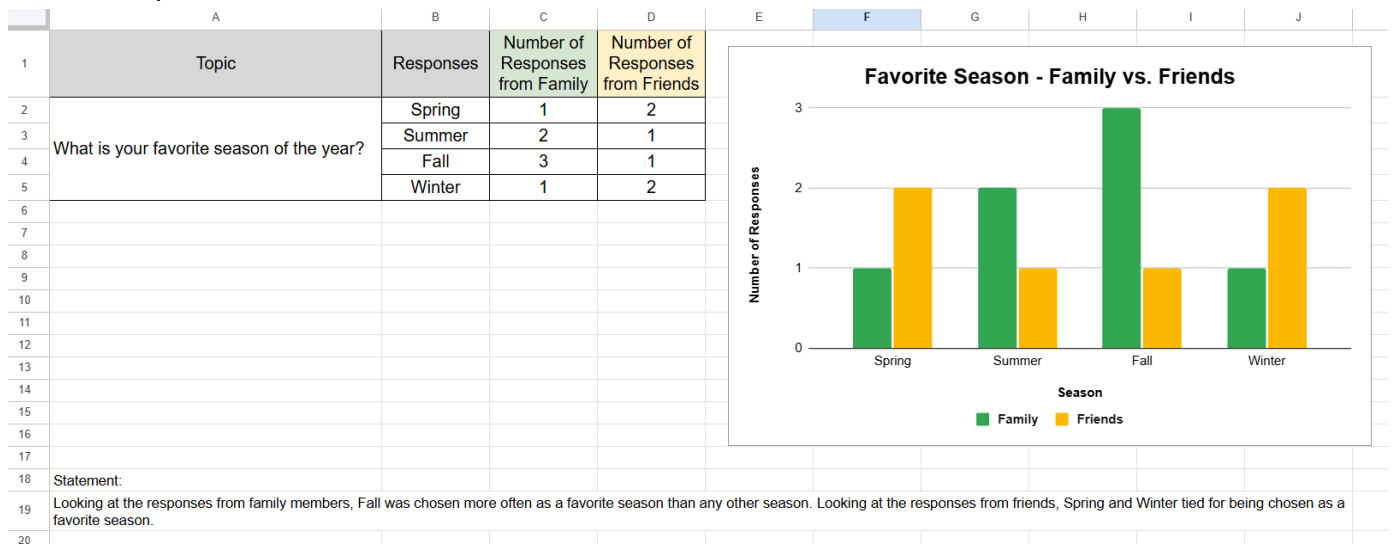 A B C D E F G H I J
1 Topic Responses Number of Responses from Family Number of Responses from Friends
2 What is your favorite season of the year? Spring 1 2
3 Summer 2 1
4 Fall 3 1
5 Winter 1 2
6
7
8
9
10
11
12
13
14
15
16
17
18 Statement:
19 Looking at the responses from family members, Fall was chosen more often as a favorite season than any other season. Looking at the responses from friends, Spring and Winter tied for being chosen as a
favorite season.
20
Favorite Season - Family vs. Friends
Number of Responses
3
2
1
0
Spring Summer Fall Winter
Season
Family Friends